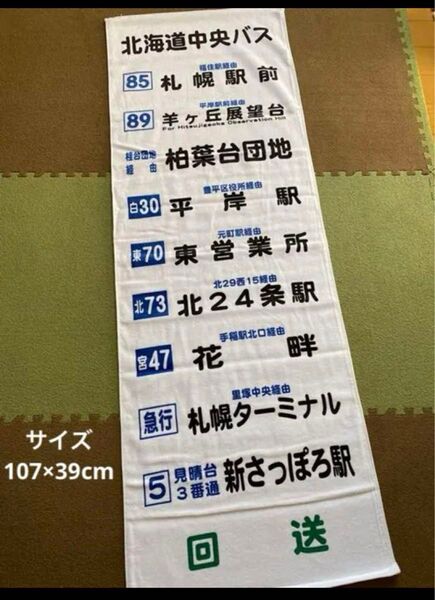 北海道中央バス
福住駅経由
85 札幌駅前
平岸駅前経由
89 羊ヶ丘展望台
For Hitsujigaoka Observation Hill
桂台団地
経由 柏葉台団地
豊平区役所経由
白30 平岸駅
元町駅経由
東70 東営業所
北29西15経由
北73 北24条駅
手稲駅北口経由
宮47 花畔
里塚中央経由
急行 札幌ターミナル
5 見晴台
3番通 新さっぽろ駅
回送
サイズ
107×39cm